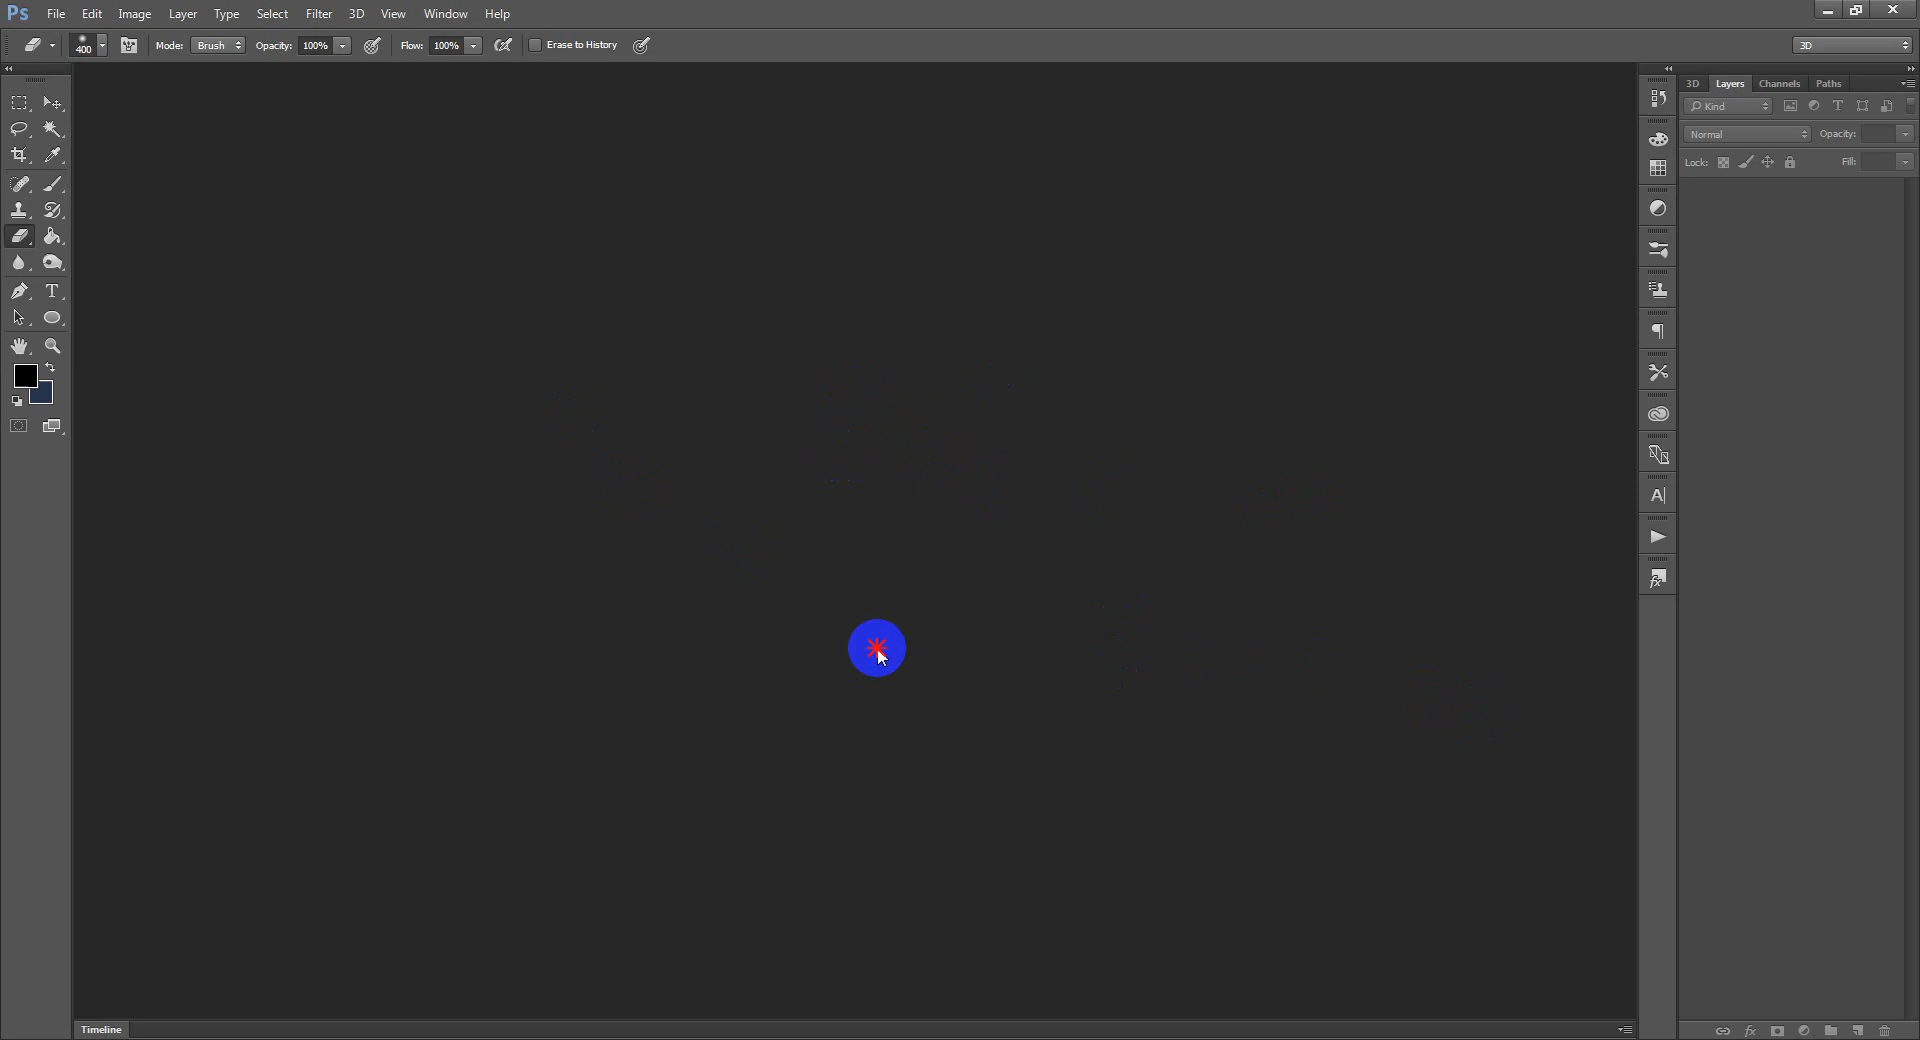 Ps File Edit Image Layer Type Select Filter 3D View Window Help
400 Mode: Brush Opacity: 100% Flow: 100% Erase to History 3D
3D Layers Channels Paths
Kind
Normal Opacity:
Lock: Fill:
Timeline